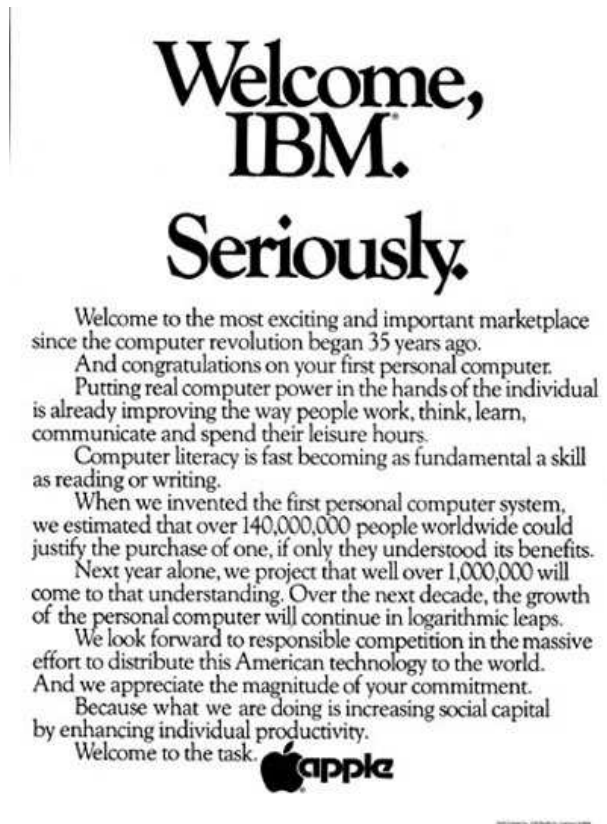 Welcome,
IBM.®
Seriously.
Welcome to the most exciting and important marketplace
since the computer revolution began 35 years ago.
And congratulations on your first personal computer.
Putting real computer power in the hands of the individual
is already improving the way people work, think, learn,
communicate and spend their leisure hours.
Computer literacy is fast becoming as fundamental a skill
as reading or writing.
When we invented the first personal computer system,
we estimated that over 140,000,000 people worldwide could
justify the purchase of one, if only they understood its benefits.
Next year alone, we project that well over 1,000,000 will
come to that understanding. Over the next decade, the growth
of the personal computer will continue in logarithmic leaps.
We look forward to responsible competition in the massive
effort to distribute this American technology to the world.
And we appreciate the magnitude of your commitment.
Because what we are doing is increasing social capital
by enhancing individual productivity.
Welcome to the task.
apple